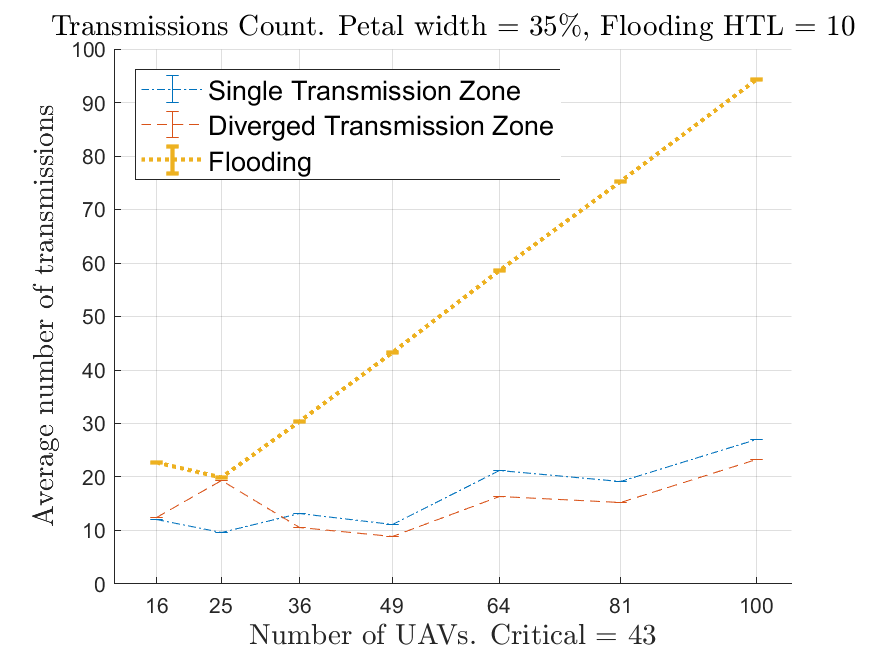 Transmissions Count. Petal width = 35%, Flooding HTL = 10
100
90
80
70
60
50
40
30
20
10
0
Average number of transmissions
Single Transmission Zone
Diverged Transmission Zone
Flooding
16 25 36 49 64 81 100
Number of UAVs. Critical = 43